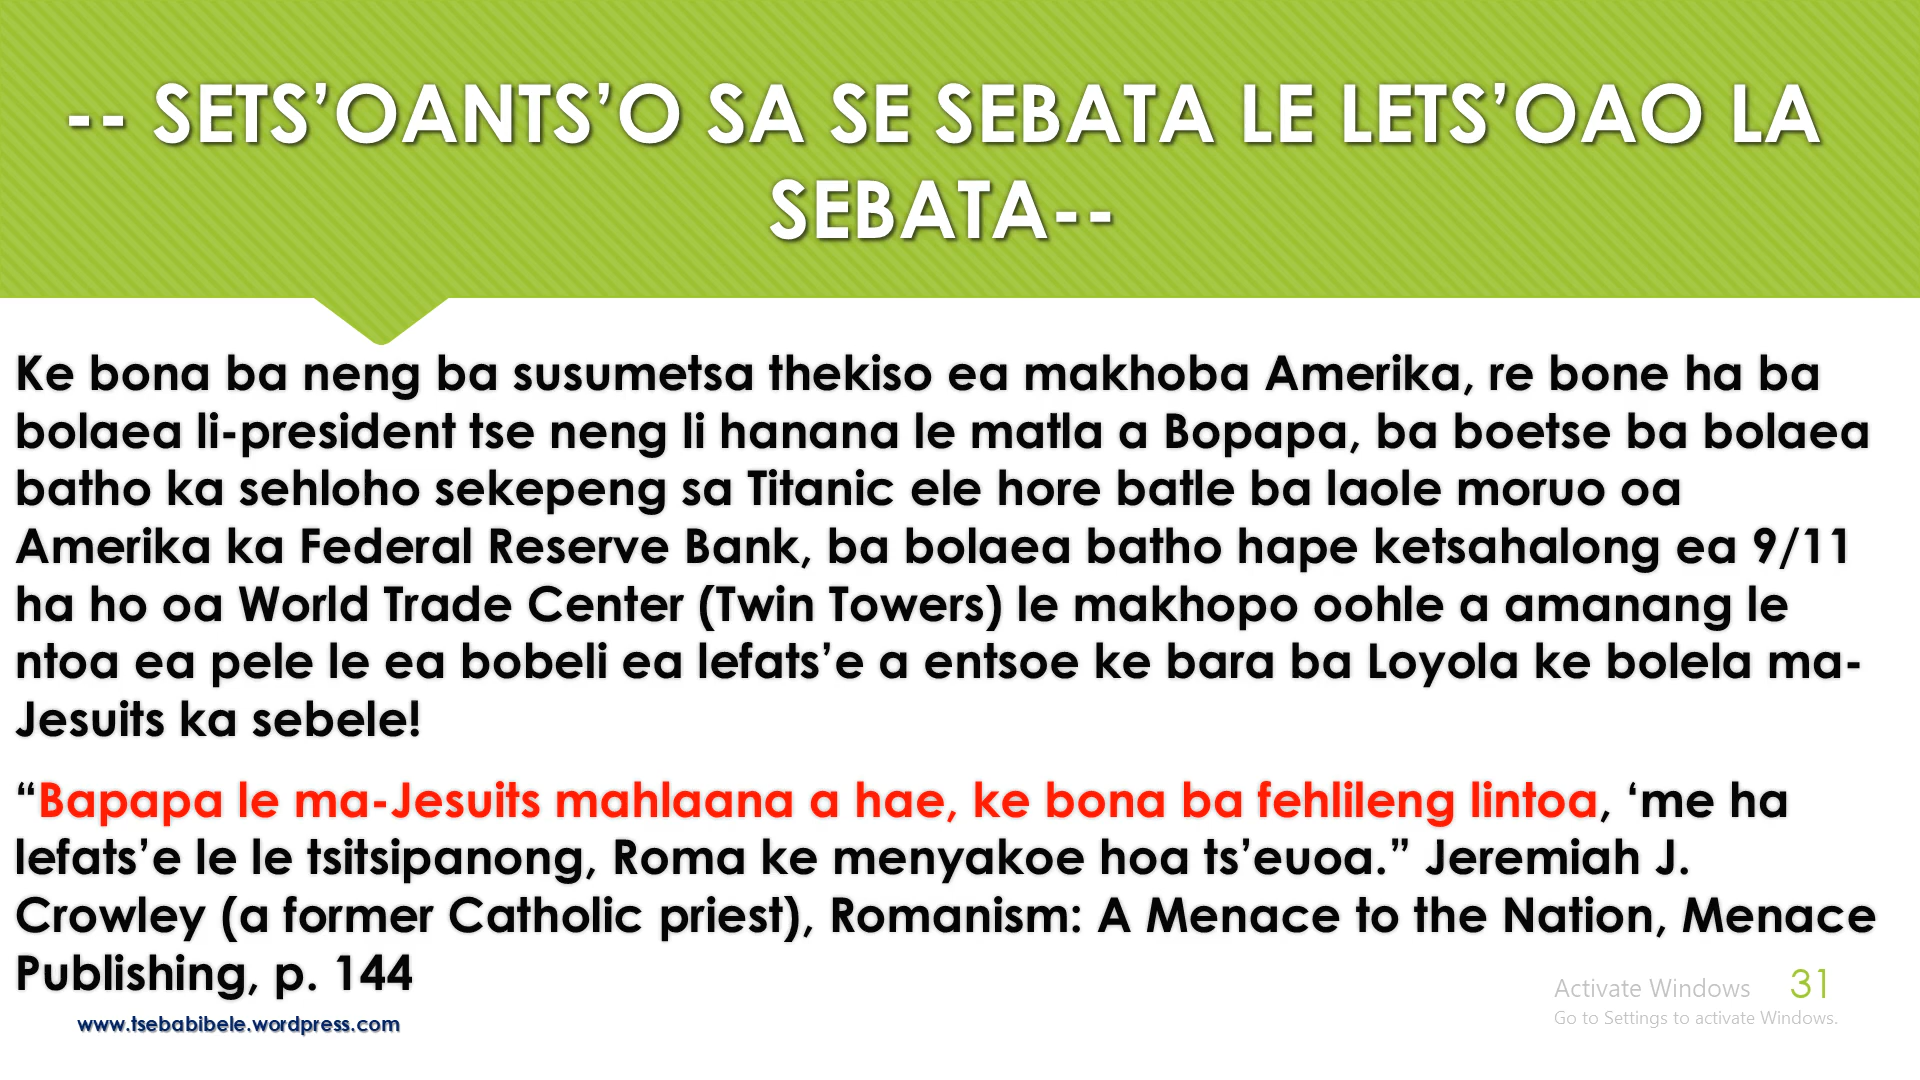 -- SETS’OANTS’O SA SE SEBATA LE LETS’OAO LA
SEBATA--
Ke bona ba neng ba susumetsa thekiso ea makhoba Amerika, re bone ha ba
bolaea li-president tse neng li hanana le matla a Bopapa, ba boetse ba bolaea
batho ka sehloho sekepeng sa Titanic ele hore batle ba laole moruo oa
Amerika ka Federal Reserve Bank, ba bolaea batho hape ketsahalong ea 9/11
ha ho oa World Trade Center (Twin Towers) le makhopo oohle a amanang le
ntoa ea pele le ea bobeli ea lefats’e a entsoe ke bara ba Loyola ke bolela ma-
Jesuits ka sebele!
“Bapapa le ma-Jesuits mahlaana a hae, ke bona ba fehlileng lintoa, ‘me ha
lefats’e le le tsitsipanong, Roma ke menyakoe hoa ts’euoa.” Jeremiah J.
Crowley (a former Catholic priest), Romanism: A Menace to the Nation, Menace
Publishing, p. 144
Activate Windows
31
Go to Settings to activate Windows.
www.tsebabibele.wordpress.com